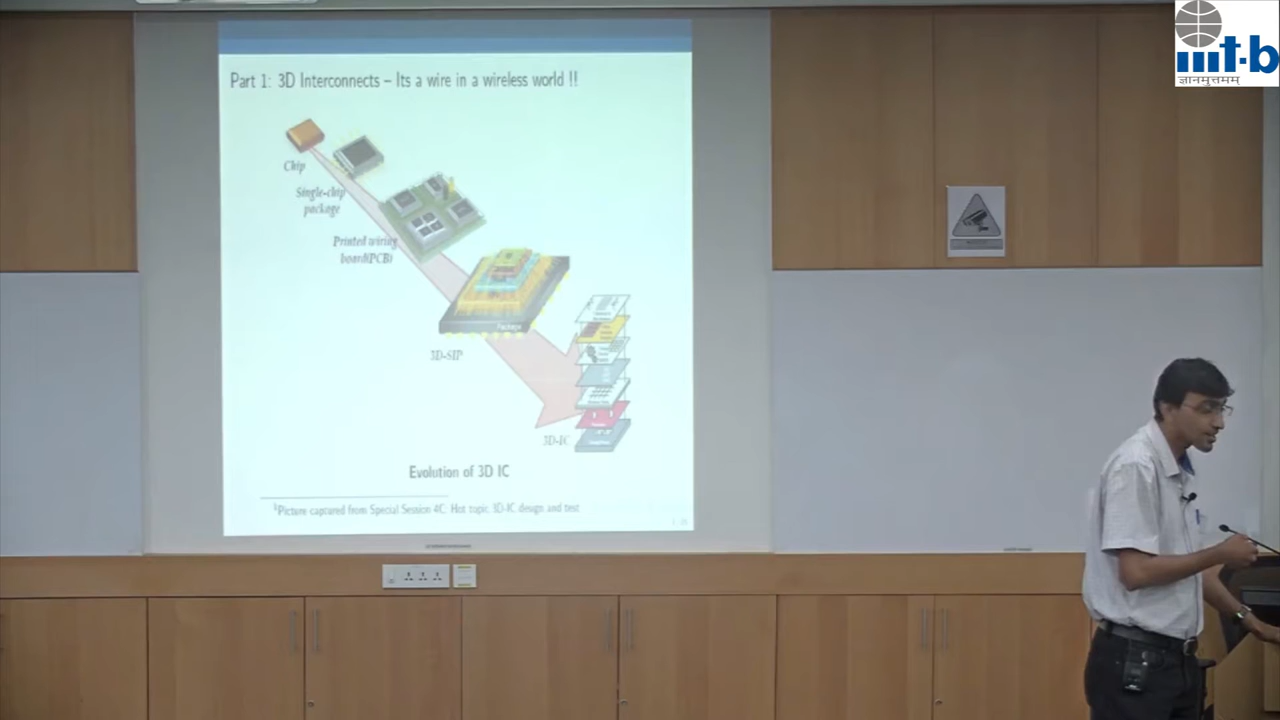 Part 1: 3D Interconnects – Its a wire in a wireless world !!
Chip
Single-chip
package
Printed wiring
board(PCB)
Package
3D-SIP
3D-IC
Evolution of 3D IC
¹Picture captured from Special Session 4C: Hot topic 3D-IC design and test
iiit-b
ज्ञानमुत्तमम्